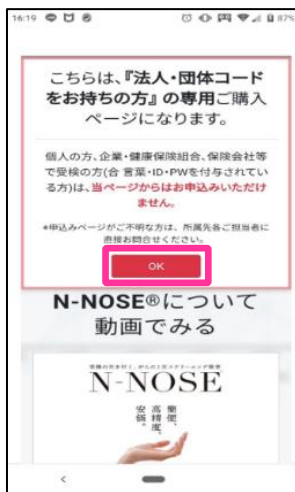 16:19
87%
こちらは、『法人・団体コード
をお持ちの方』の専用ご購入
ページになります。
個人の方、企業・健康保険組合、保険会社等
で受検の方(合言葉・ID・PWを付与されてい
る方)は、当ページからはお申込みいただけ
ません。
*申込みページがご不明な方は、所属先各ご担当者に
直接お問合せください。
OK
N-NOSE®について
動画でみる
N-NOSE
簡便、
高精度、
安価。